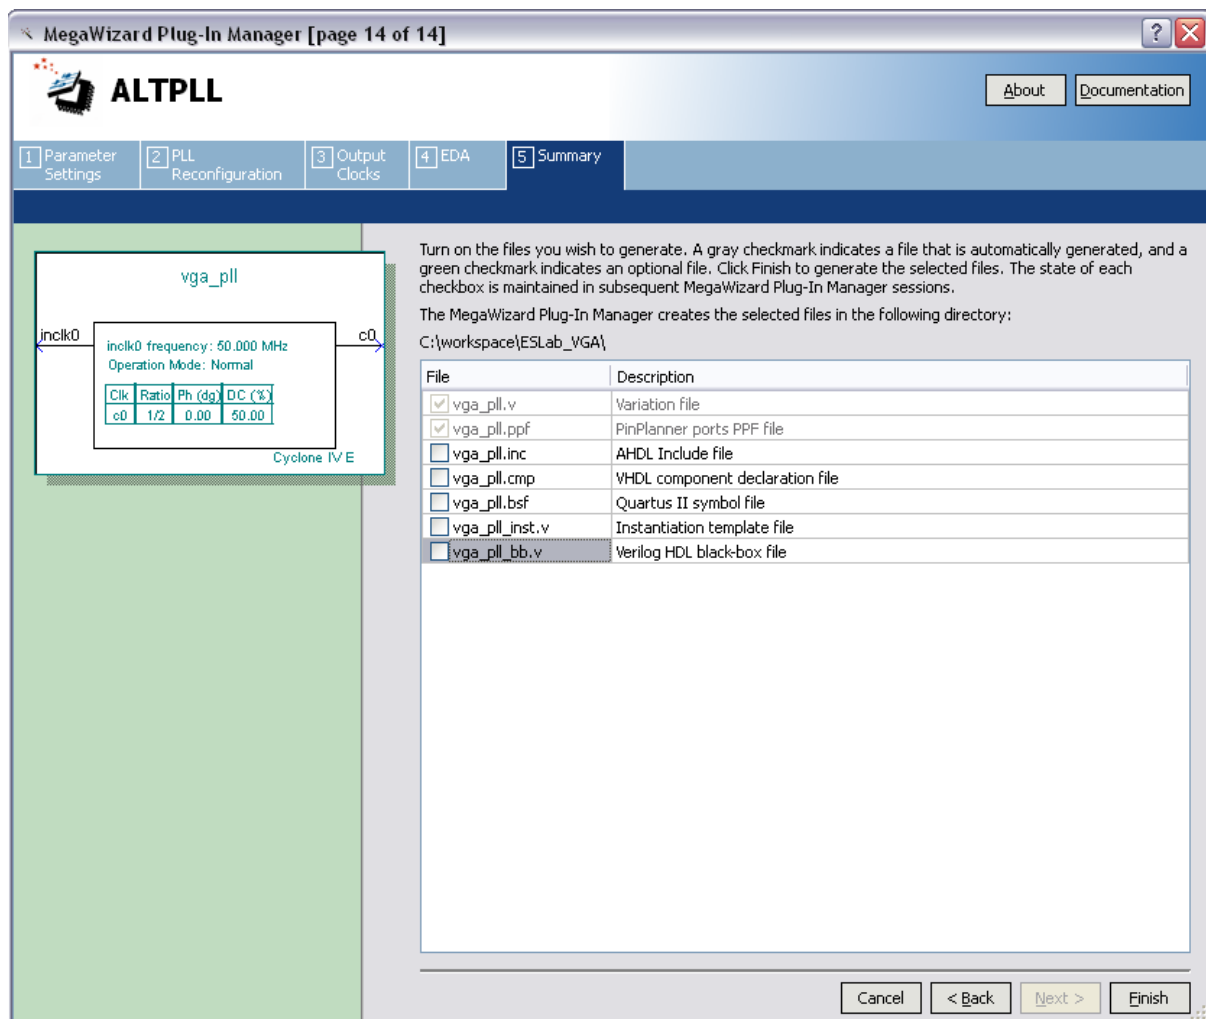 MegaWizard Plug-In Manager [page 14 of 14]
?
ALTPLL
About
Documentation
1 Parameter
Settings
2 PLL
Reconfiguration
3 Output
Clocks
4 EDA
5 Summary
vga_pll
inclk0
c0
inclk0 frequency: 50.000 MHz
Operation Mode: Normal
Clk Ratio Ph (dg) DC (%)
c0 1/2 0.00 50.00
Cyclone IV E
Turn on the files you wish to generate. A gray checkmark indicates a file that is automatically generated, and a
green checkmark indicates an optional file. Click Finish to generate the selected files. The state of each
checkbox is maintained in subsequent MegaWizard Plug-In Manager sessions.
The MegaWizard Plug-In Manager creates the selected files in the following directory:
C:\workspace\ESLab_VGA\
File Description
vga_pll.v Variation file
vga_pll.ppf PinPlanner ports PPF file
vga_pll.inc AHDL Include file
vga_pll.cmp VHDL component declaration file
vga_pll.bsf Quartus II symbol file
vga_pll_inst.v Instantiation template file
vga_pll_bb.v Verilog HDL black-box file
Cancel
< Back
Next >
Finish